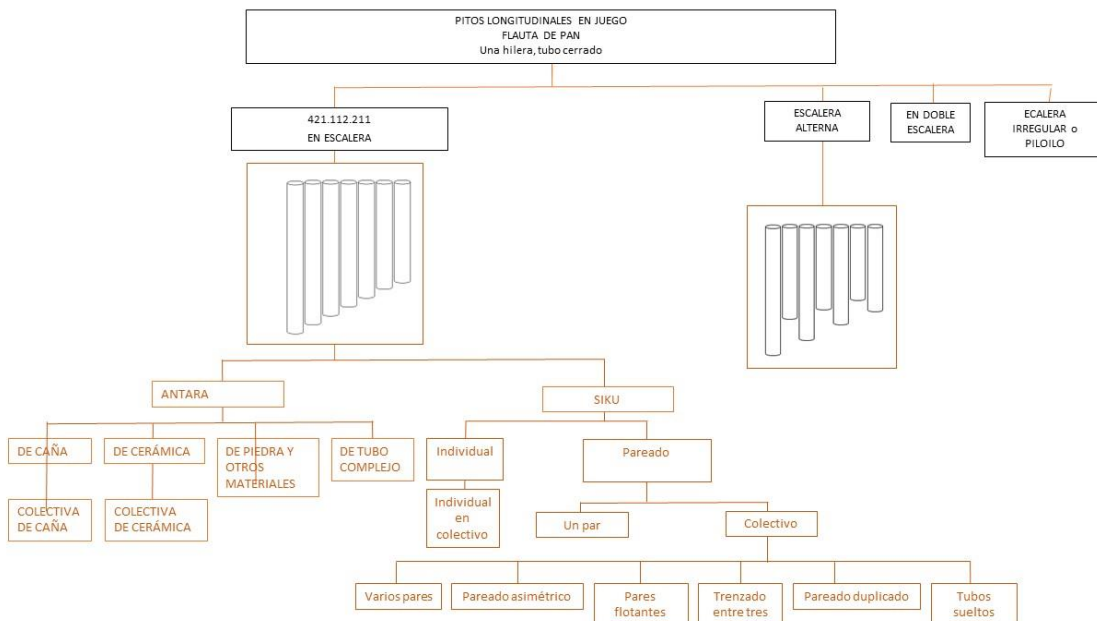 PITOS LONGITUDINALES EN JUEGO
FLAUTA DE PAN
Una hilera, tubo cerrado
421.112.211
EN ESCALERA
ESCALERA
ALTERNA
EN DOBLE
ESCALERA
ECALERA
IRREGULAR o
PILOILO
ANTARA
SIKU
DE CAÑA
DE CERÁMICA
DE PIEDRA Y
OTROS
MATERIALES
DE TUBO
COMPLEJO
Individual
Pareado
COLECTIVA
DE CAÑA
COLECTIVA
DE CERÁMICA
Individual
en
colectivo
Un par
Colectivo
Varios pares
Pareado asimétrico
Pares
flotantes
Trenzado
entre tres
Pareado duplicado
Tubos
sueltos